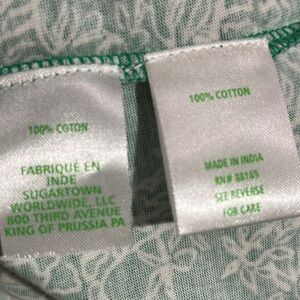 100% COTON
FABRIQUÉ EN
INDE
SUGARTOWN
WORLDWIDE, LLC
800 THIRD AVENUE
KING OF PRUSSIA PA
100% COTTON
MADE IN INDIA
RN# 88189
SEE REVERSE
FOR CARE